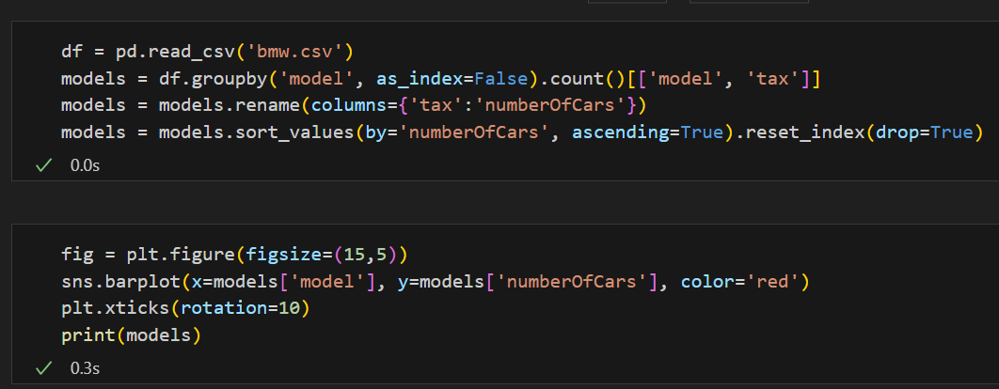 df = pd.read_csv('bmw.csv')
models = df.groupby('model', as_index=False).count()[['model', 'tax']]
models = models.rename(columns={'tax':'numberOfCars'})
models = models.sort_values(by='numberOfCars', ascending=True).reset_index(drop=True)
0.0s
fig = plt.figure(figsize=(15,5))
sns.barplot(x=models['model'], y=models['numberOfCars'], color='red')
plt.xticks(rotation=10)
print(models)
0.3s